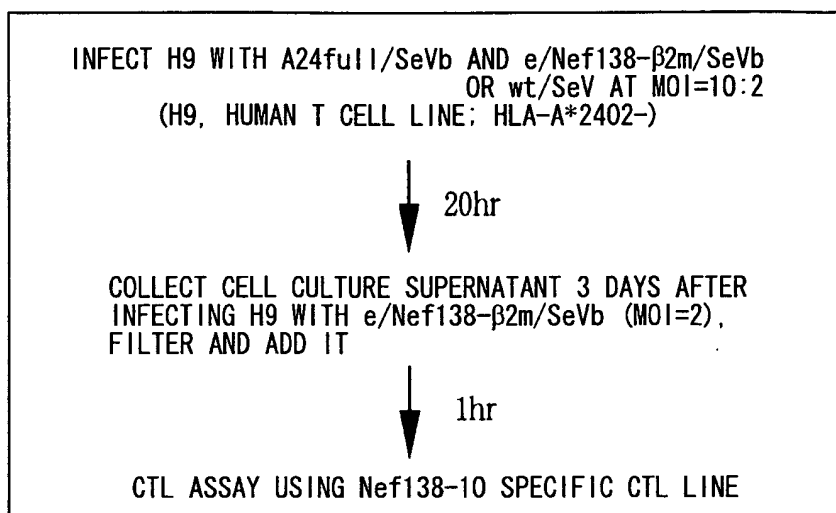 INFECT H9 WITH A24full/SeVb AND e/Nef138-β2m/SeVb
OR wt/SeV AT MOI=10:2
(H9, HUMAN T CELL LINE; HLA-A*2402-)
20hr
COLLECT CELL CULTURE SUPERNATANT 3 DAYS AFTER
INFECTING H9 WITH e/Nef138-β2m/SeVb (MOI=2),
FILTER AND ADD IT
1hr
CTL ASSAY USING Nef138-10 SPECIFIC CTL LINE